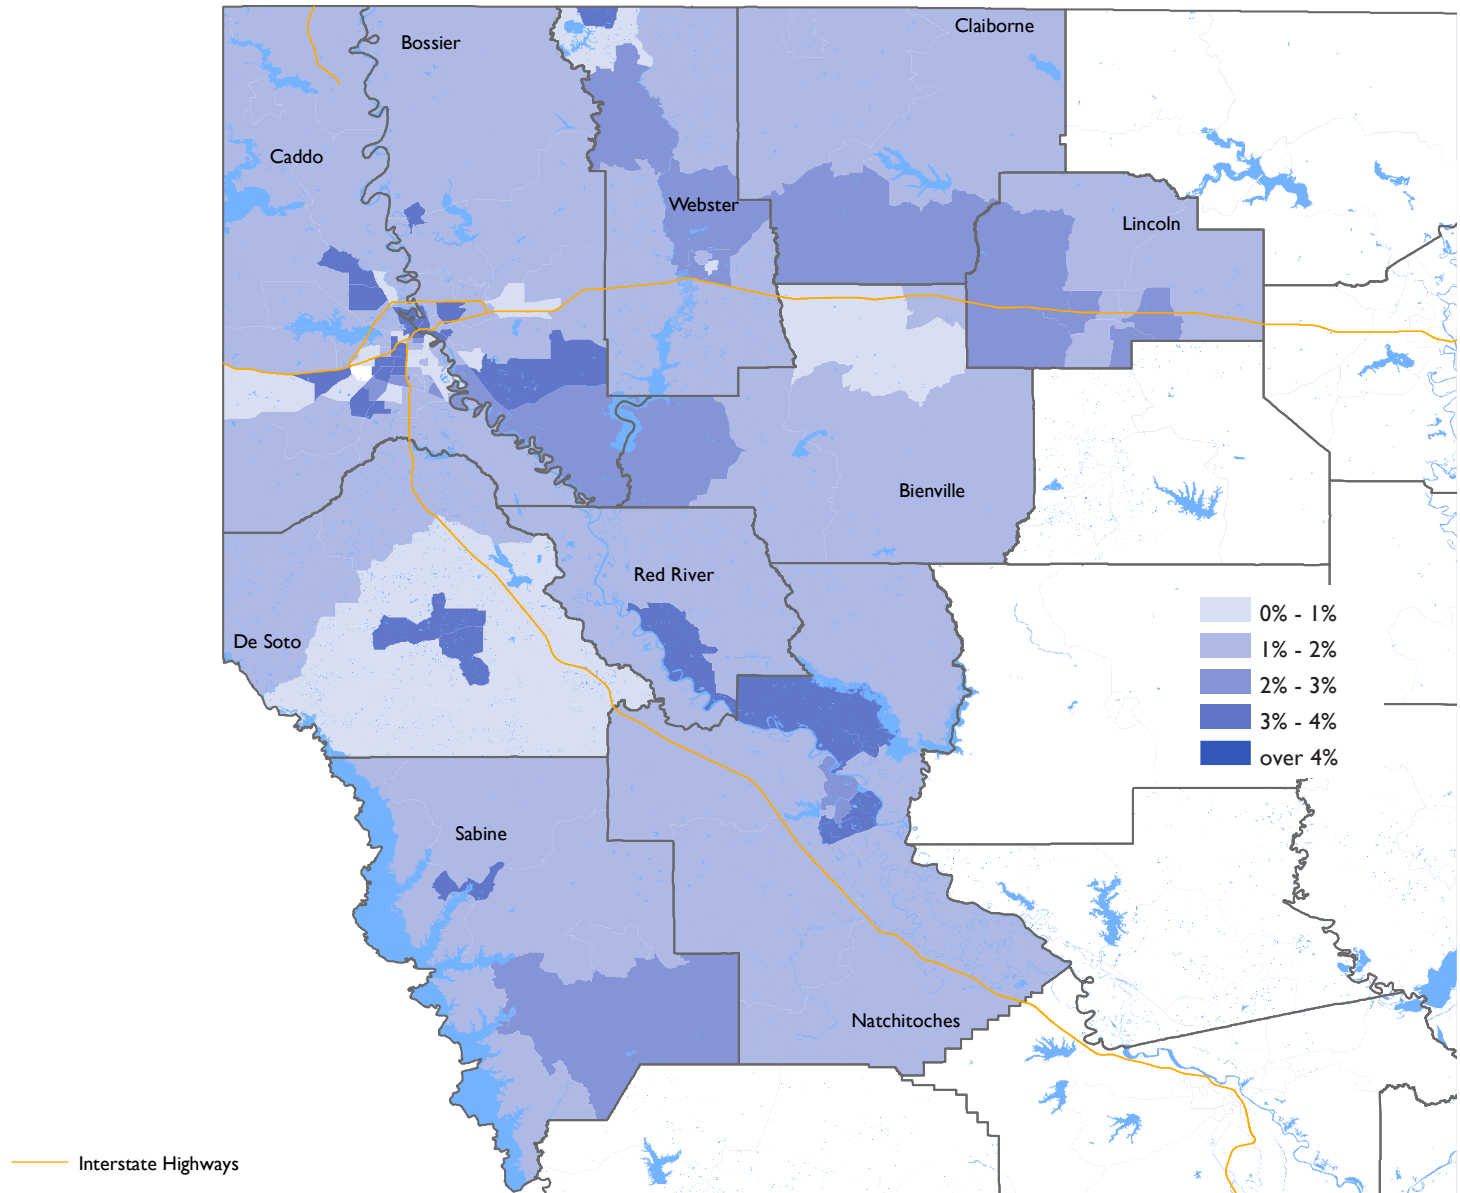 Claiborne
Bossier
Caddo
Webster
Lincoln
Bienville
Red River
De Soto
0% - 1%
1% - 2%
2% - 3%
3% - 4%
over 4%
Sabine
Natchitoches
Interstate Highways